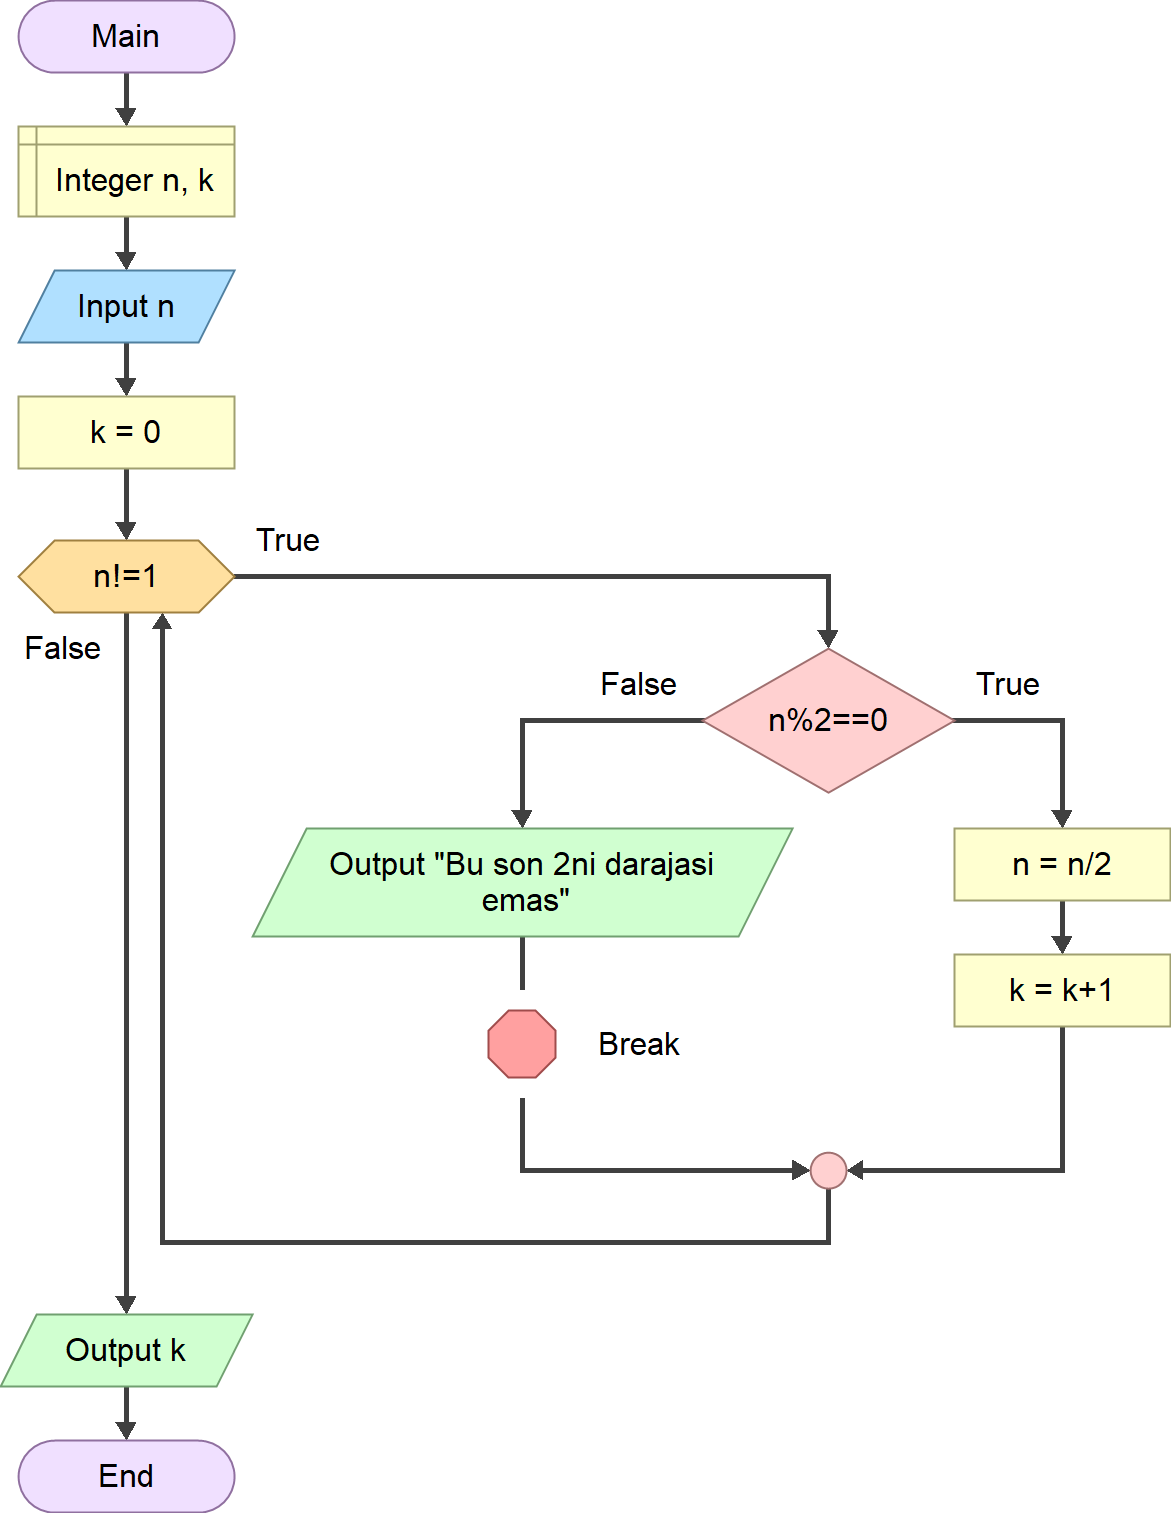 Main
Integer n, k
Input n
k = 0
True
n!=1
False
False
True
n%2==0
Output "Bu son 2ni darajasi
emas"
n = n/2
k = k+1
Break
Output k
End